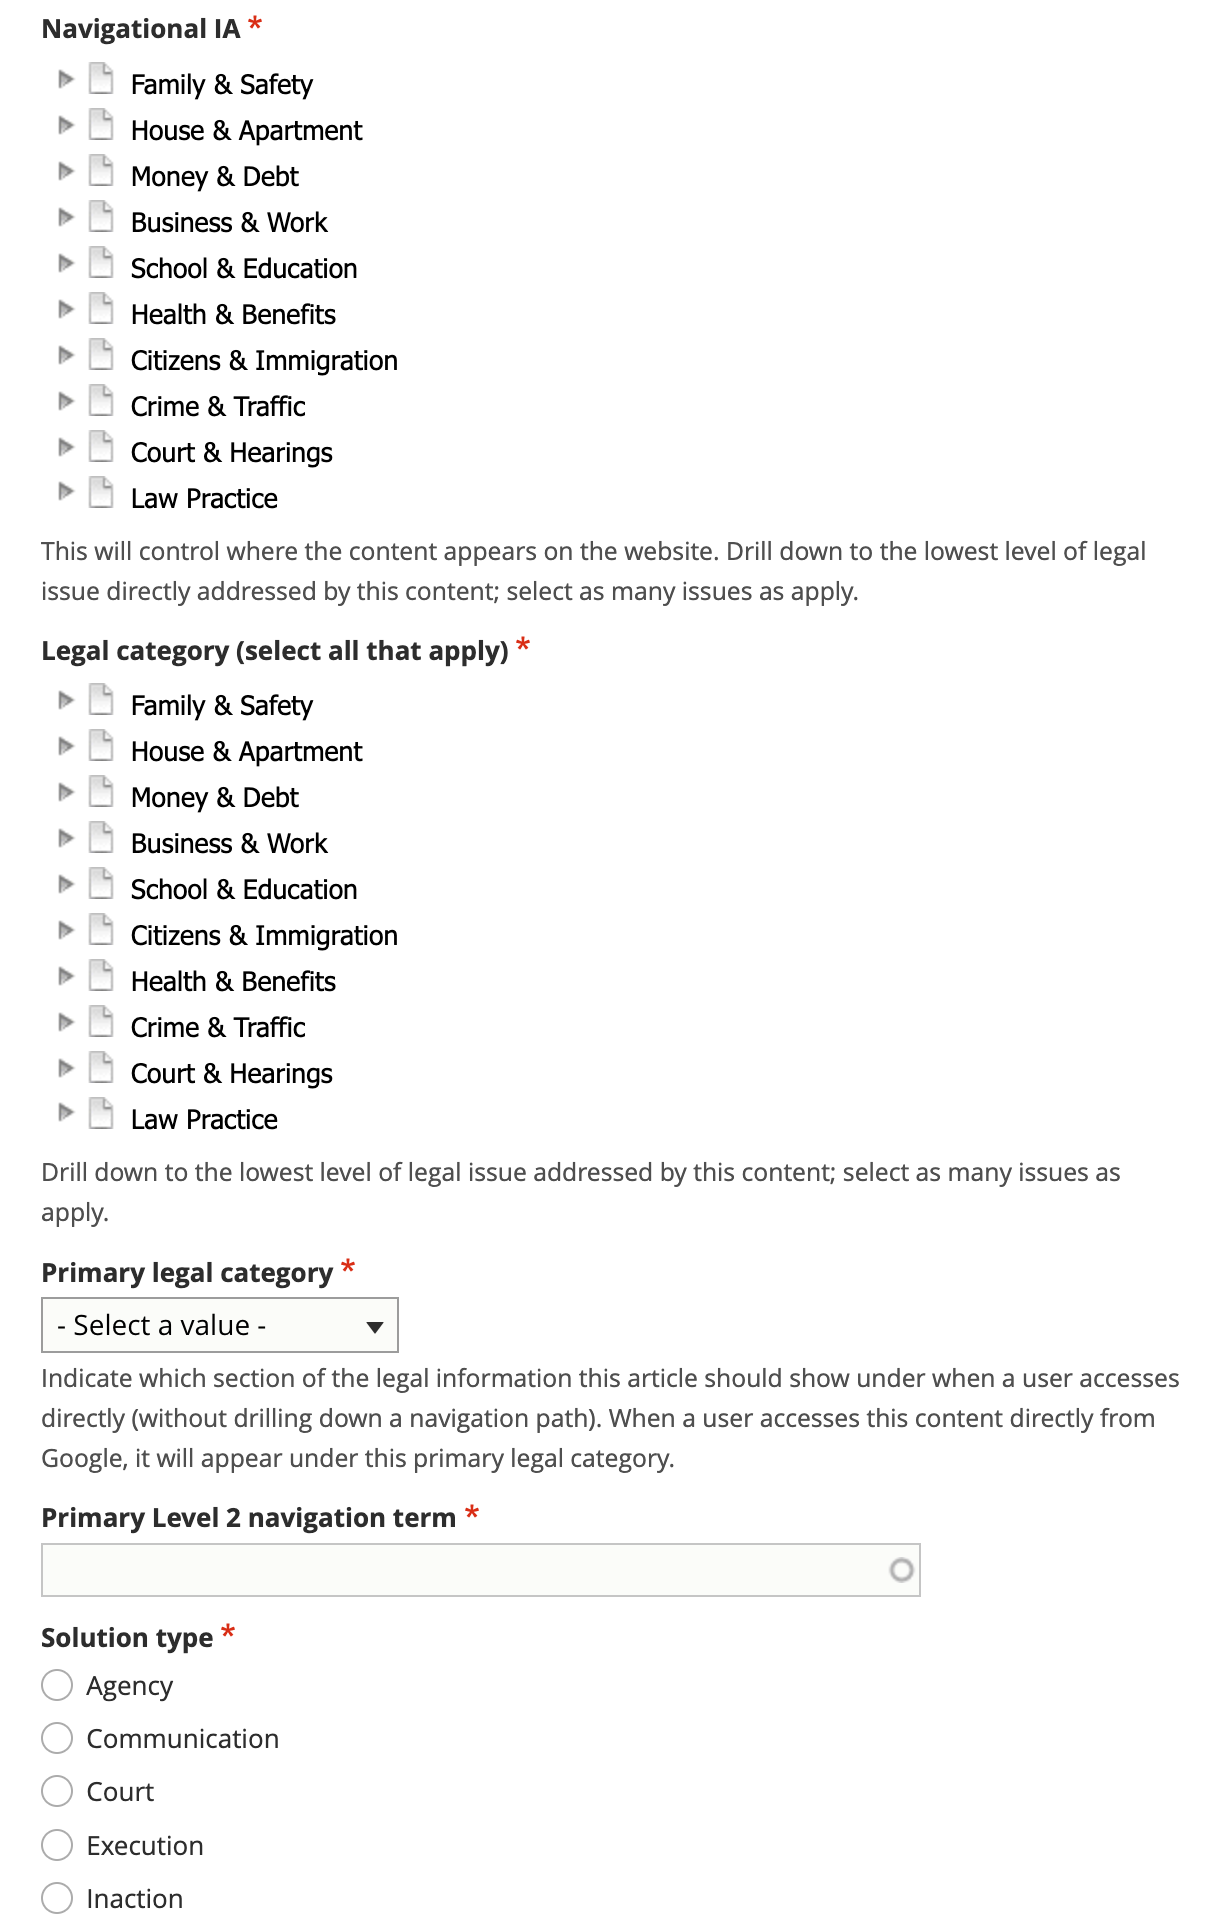 Navigational IA *
Family & Safety
House & Apartment
Money & Debt
Business & Work
School & Education
Health & Benefits
Citizens & Immigration
Crime & Traffic
Court & Hearings
Law Practice
This will control where the content appears on the website. Drill down to the lowest level of legal
issue directly addressed by this content; select as many issues as apply.
Legal category (select all that apply) *
Family & Safety
House & Apartment
Money & Debt
Business & Work
School & Education
Citizens & Immigration
Health & Benefits
Crime & Traffic
Court & Hearings
Law Practice
Drill down to the lowest level of legal issue addressed by this content; select as many issues as
apply.
Primary legal category *
- Select a value -
Indicate which section of the legal information this article should show under when a user accesses
directly (without drilling down a navigation path). When a user accesses this content directly from
Google, it will appear under this primary legal category.
Primary Level 2 navigation term *
Solution type *
Agency
Communication
Court
Execution
Inaction